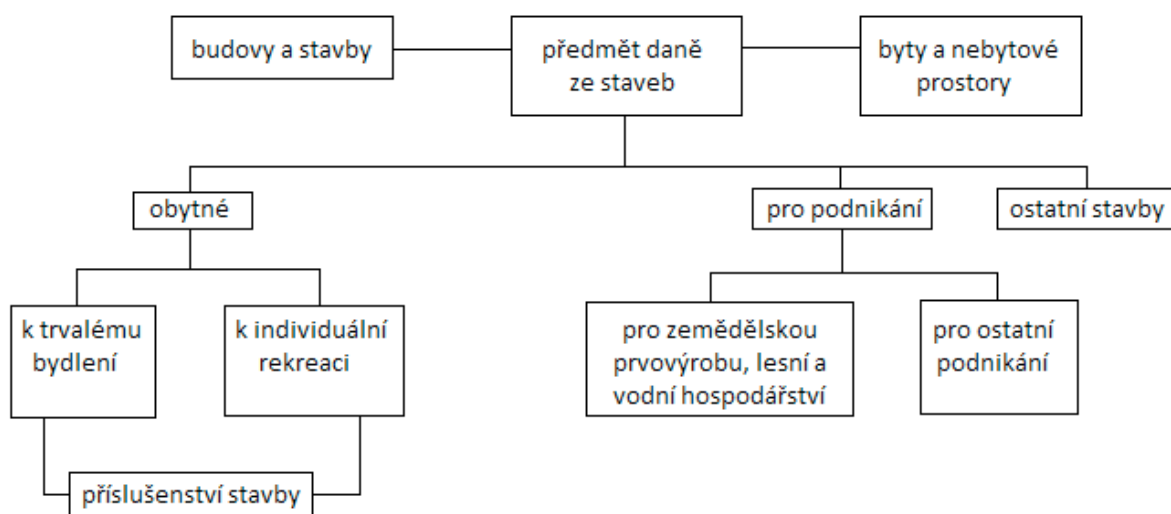 budovy a stavby
předmět daně
ze staveb
byty a nebytové
prostory
obytné
pro podnikání
ostatní stavby
k trvalému
bydlení
k individuální
rekreaci
pro zemědělskou
prvovýrobu, lesní a
vodní hospodářství
pro ostatní
podnikání
příslušenství stavby